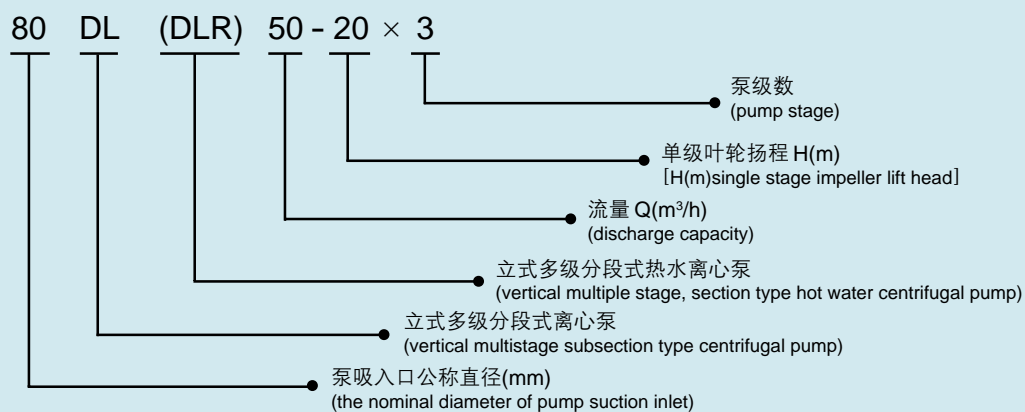 80 DL (DLR) 50-20 × 3
泵级数
(pump stage)
单级叶轮扬程 H(m)
[H(m)single stage impeller lift head]
流量 Q(m³/h)
(discharge capacity)
立式多级分段式热水离心泵
(vertical multiple stage, section type hot water centrifugal pump)
立式多级分段式离心泵
(vertical multistage subsection type centrifugal pump)
泵吸入口公称直径(mm)
(the nominal diameter of pump suction inlet)